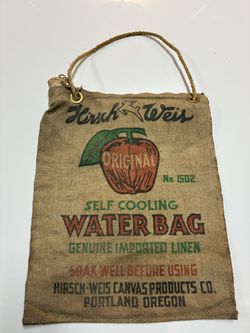 Hirsch Weis
ORIGINAL
No 1502
SELF COOLING
WATER BAG
GENUINE IMPORTED LINEN
SOAK WELL BEFORE USING
HIRSCH-WEIS CANVAS PRODUCTS CO.
PORTLAND OREGON